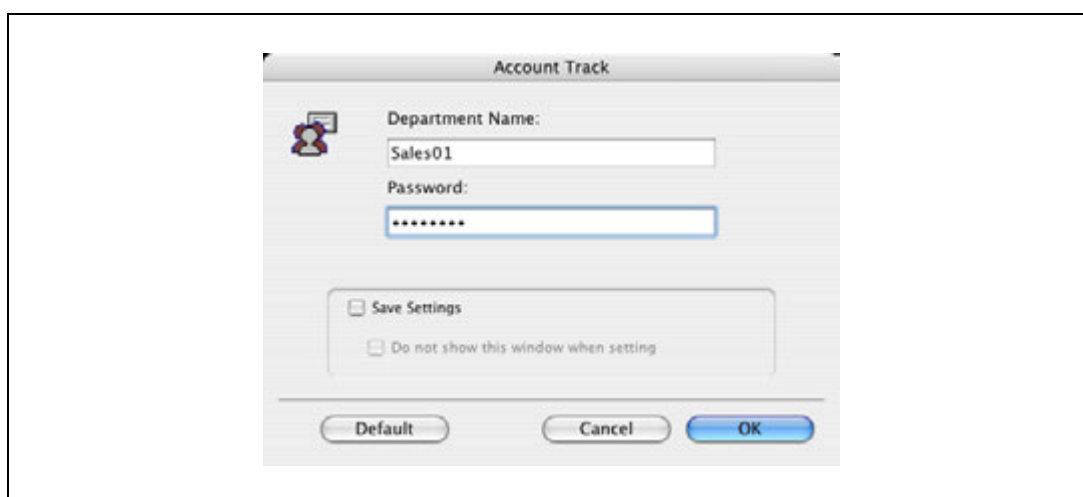 Account Track
Department Name:
Sales01
Password:
••••••••
Save Settings
Do not show this window when setting
Default
Cancel
OK